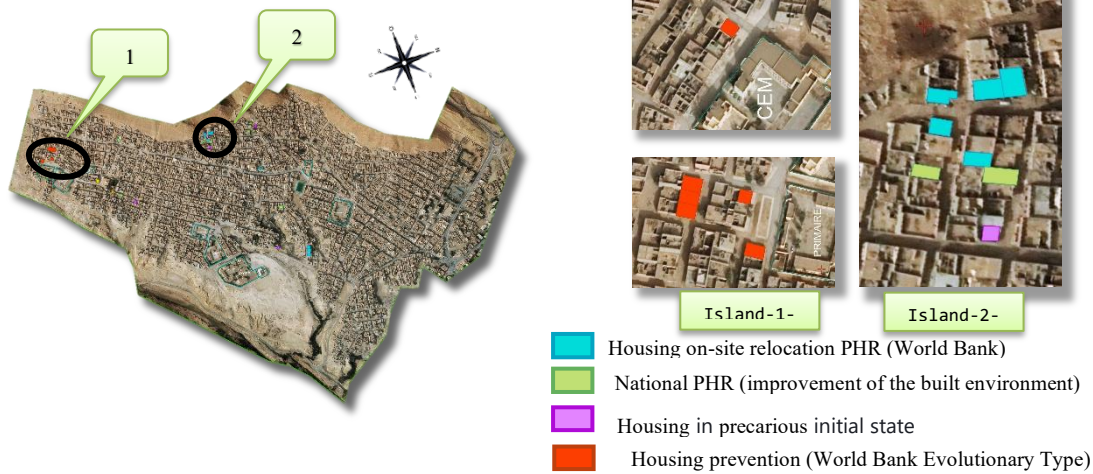 1
2
CEM
PRIMAIRE
Island-1-
Island-2-
Housing on-site relocation PHR (World Bank)
National PHR (improvement of the built environment)
Housing in precarious initial state
Housing prevention (World Bank Evolutionary Type)